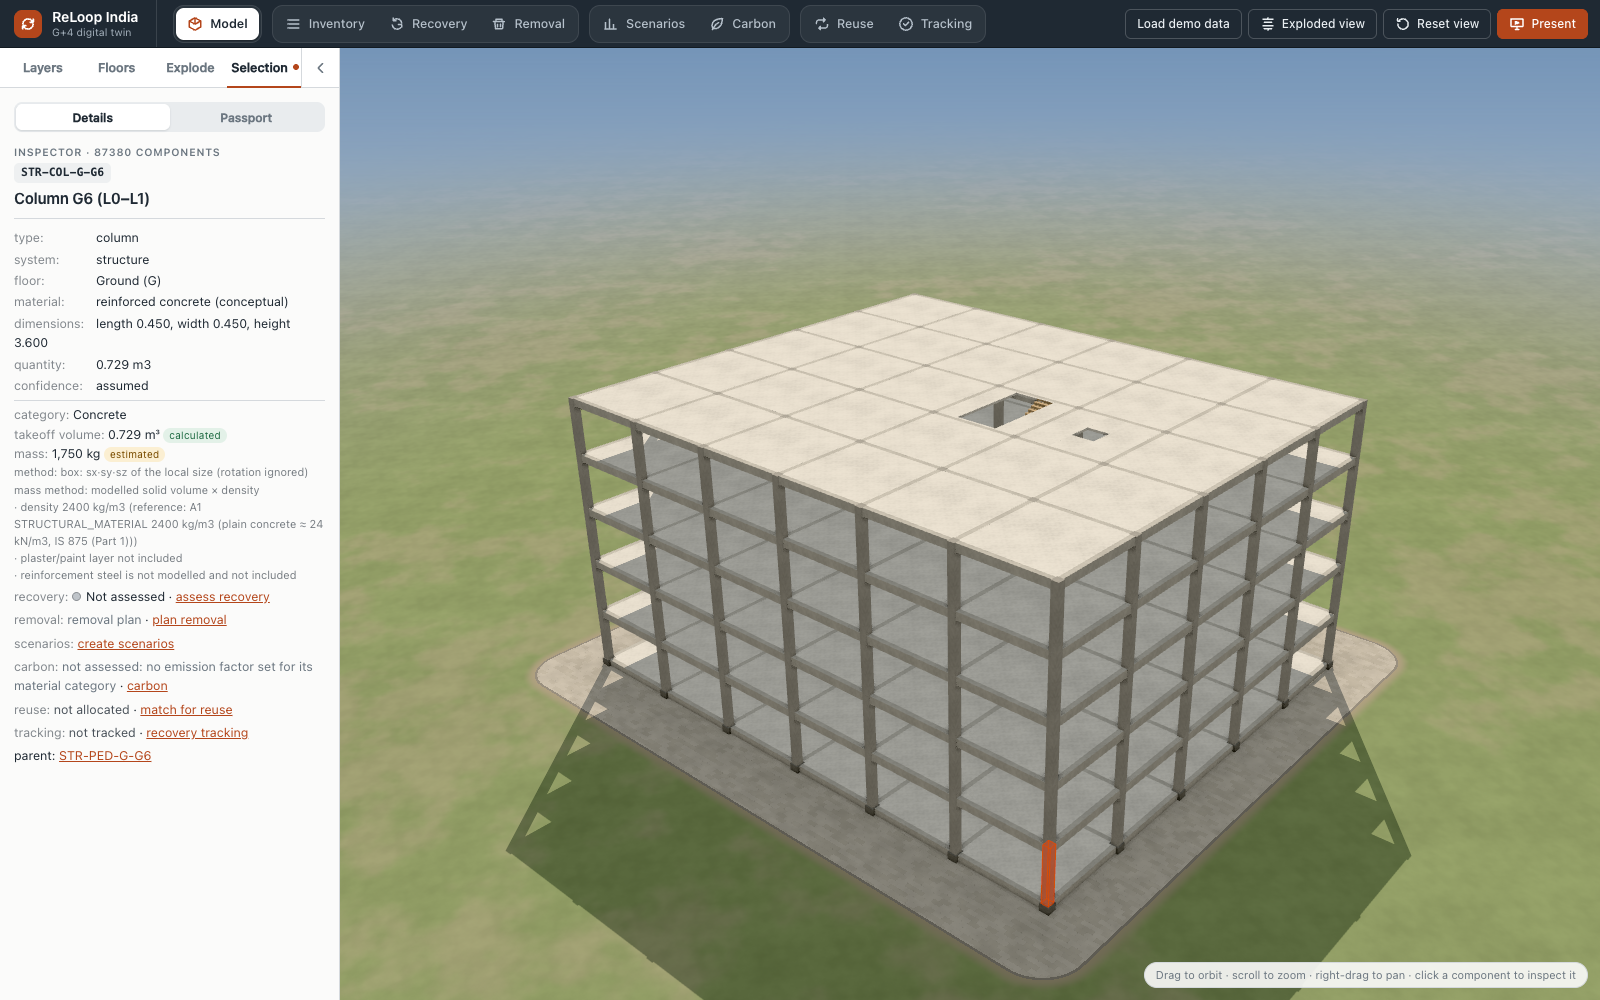 ReLoop India
G+4 digital twin
Model
Inventory
Recovery
Removal
Scenarios
Carbon
Reuse
Tracking
Load demo data
Exploded view
Reset view
Present
Layers
Floors
Explode
Selection
Details
Passport
INSPECTOR · 87380 COMPONENTS
STR-COL-G-G6
Column G6 (L0–L1)
type: column
system: structure
floor: Ground (G)
material: reinforced concrete (conceptual)
dimensions: length 0.450, width 0.450, height
3.600
quantity: 0.729 m3
confidence: assumed
category: Concrete
takeoff volume: 0.729 m³ calculated
mass: 1,750 kg estimated
method: box: sx·sy·sz of the local size (rotation ignored)
mass method: modelled solid volume × density
· density 2400 kg/m3 (reference: A1
STRUCTURAL_MATERIAL 2400 kg/m3 (plain concrete ≈ 24
kN/m3, IS 875 (Part 1)))
· plaster/paint layer not included
· reinforcement steel is not modelled and not included
recovery: Not assessed · assess recovery
removal: removal plan · plan removal
scenarios: create scenarios
carbon: not assessed: no emission factor set for its
material category · carbon
reuse: not allocated · match for reuse
tracking: not tracked · recovery tracking
parent: STR-PED-G-G6
Drag to orbit · scroll to zoom · right-drag to pan · click a component to inspect it